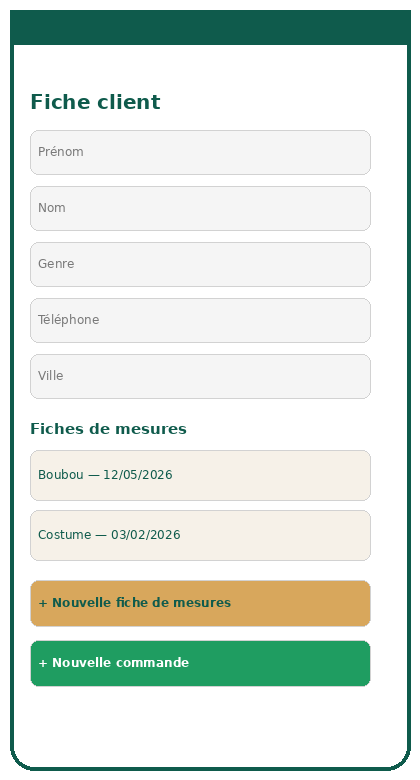 Fiche client
Prénom
Nom
Genre
Téléphone
Ville
Fiches de mesures
Boubou — 12/05/2026
Costume — 03/02/2026
+ Nouvelle fiche de mesures
+ Nouvelle commande